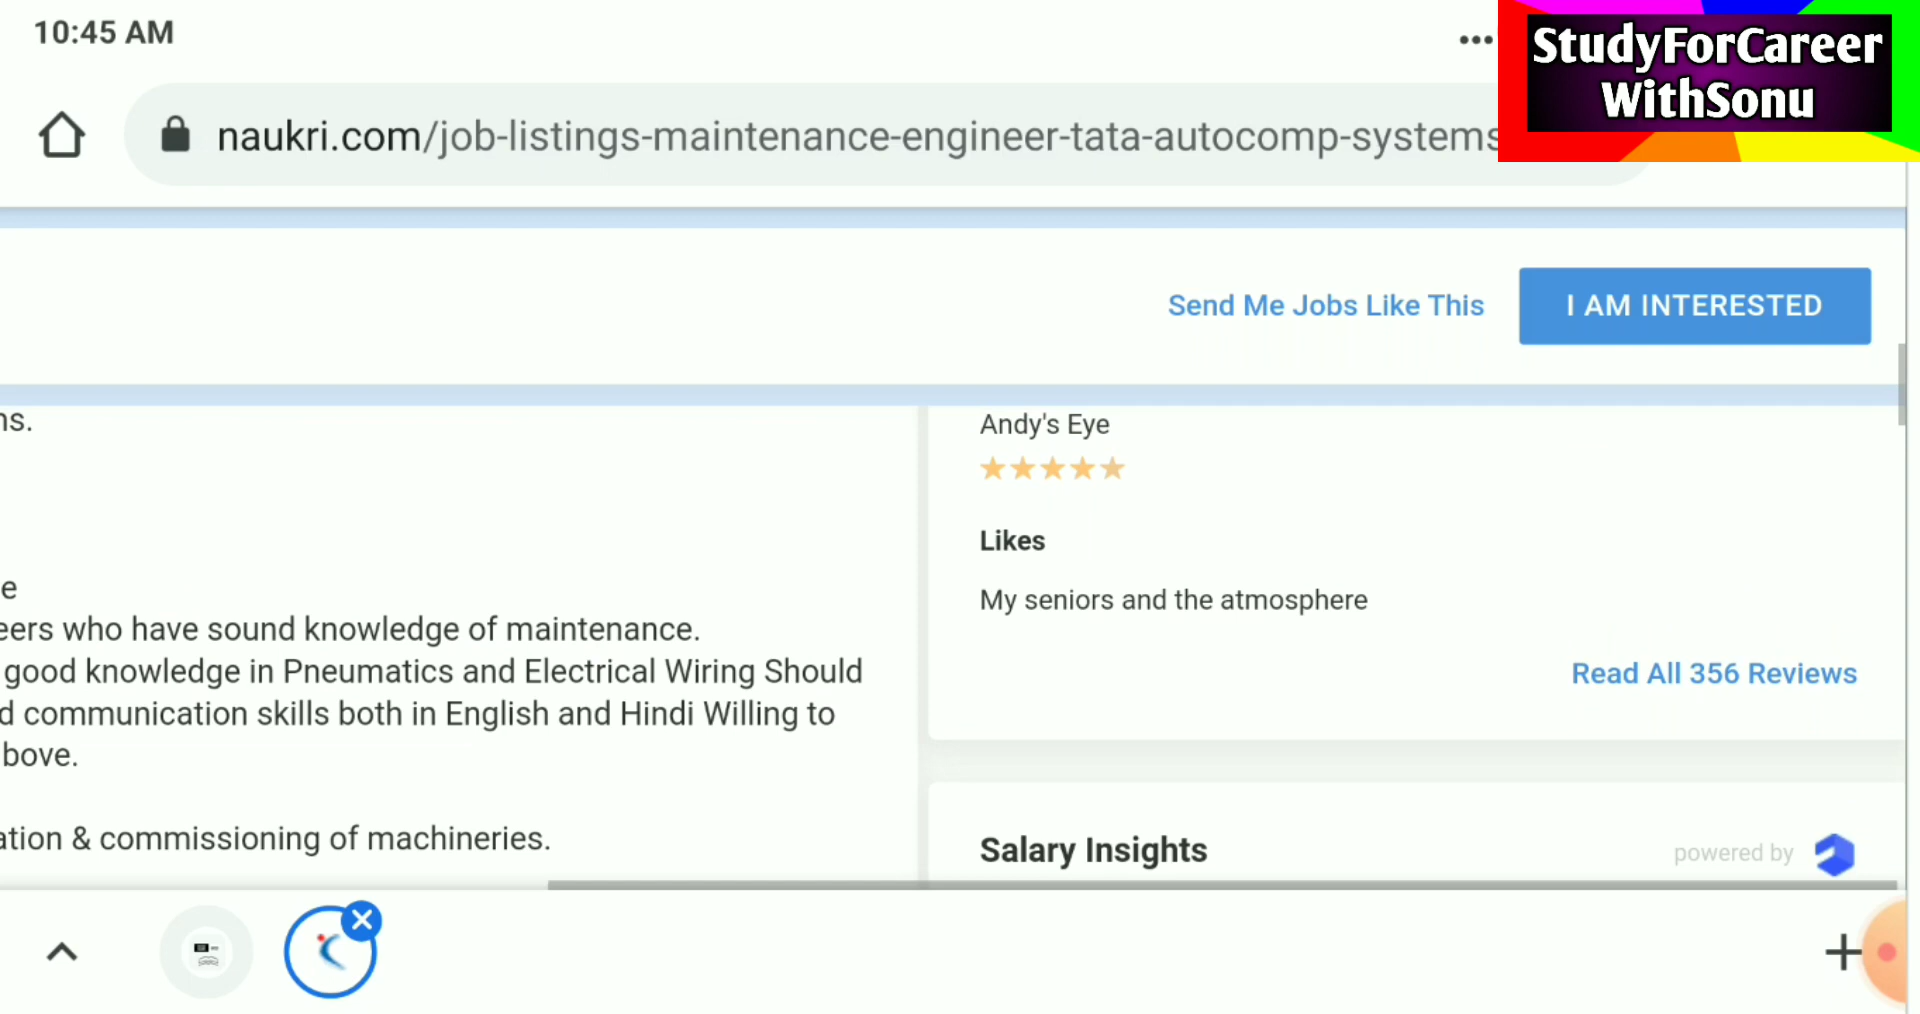 10:45 AM
StudyForCareer
WithSonu
naukri.com/job-listings-maintenance-engineer-tata-autocomp-systems
Send Me Jobs Like This
I AM INTERESTED
ns.
e
eers who have sound knowledge of maintenance.
good knowledge in Pneumatics and Electrical Wiring Should
d communication skills both in English and Hindi Willing to
bove.
ation & commissioning of machineries.
Andy's Eye
Likes
My seniors and the atmosphere
Read All 356 Reviews
Salary Insights
powered by